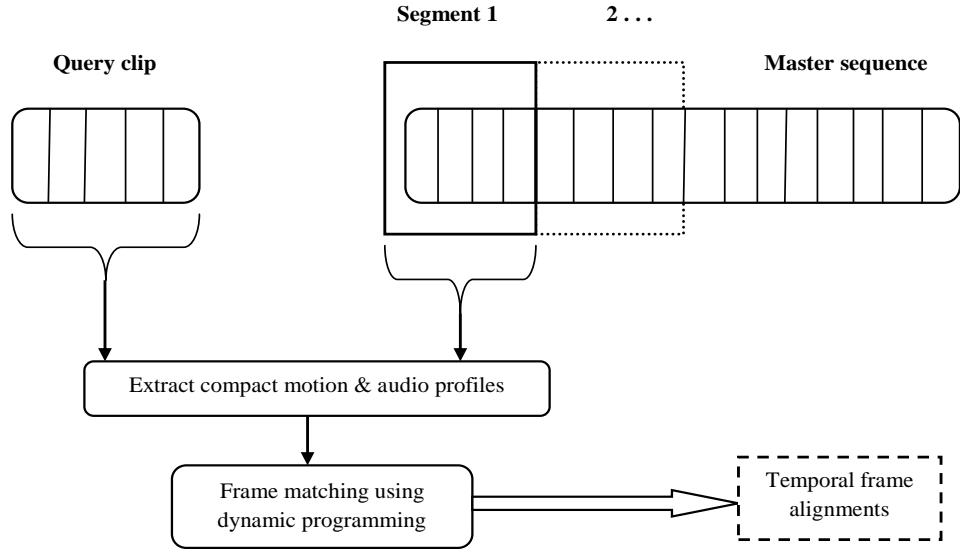 Segment 1
2 . . .
Query clip
Master sequence
Extract compact motion & audio profiles
Frame matching using
dynamic programming
Temporal frame
alignments